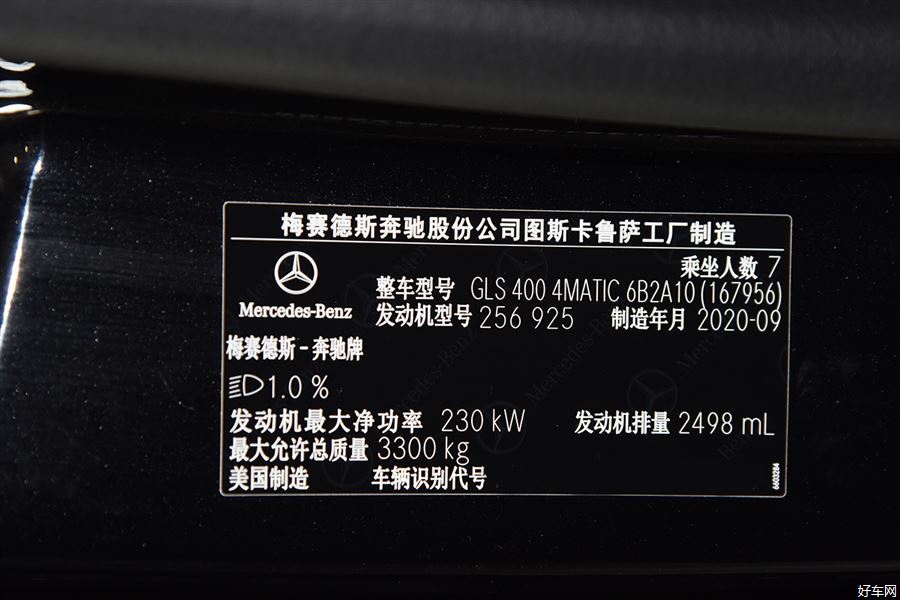 梅赛德斯奔驰股份公司图斯卡鲁萨工厂制造
乘坐人数 7
整车型号 GLS 400 4MATIC 6B2A10 (167956)
Mercedes-Benz
发动机型号 256 925 制造年月 2020-09
梅赛德斯-奔驰牌
1.0 %
发动机最大净功率 230 kW 发动机排量 2498 mL
最大允许总质量 3300 kg
美国制造 车辆识别代号
6603284
好车网